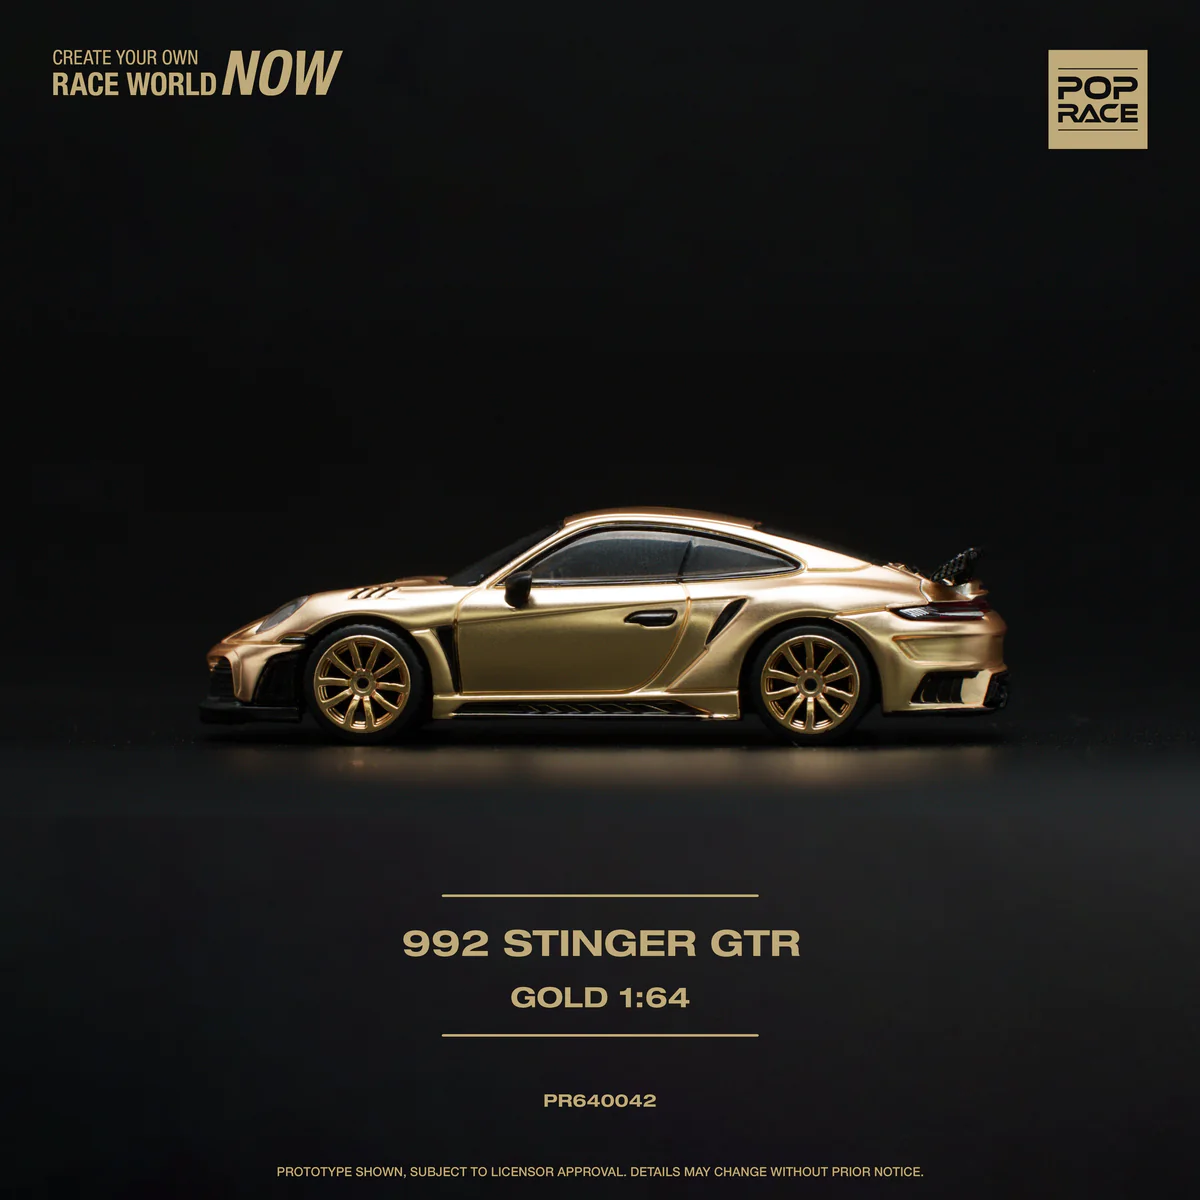 CREATE YOUR OWN
RACE WORLD NOW
POP
RACE
992 STINGER GTR
GOLD 1:64
PR640042
PROTOTYPE SHOWN, SUBJECT TO LICENSOR APPROVAL. DETAILS MAY CHANGE WITHOUT PRIOR NOTICE.